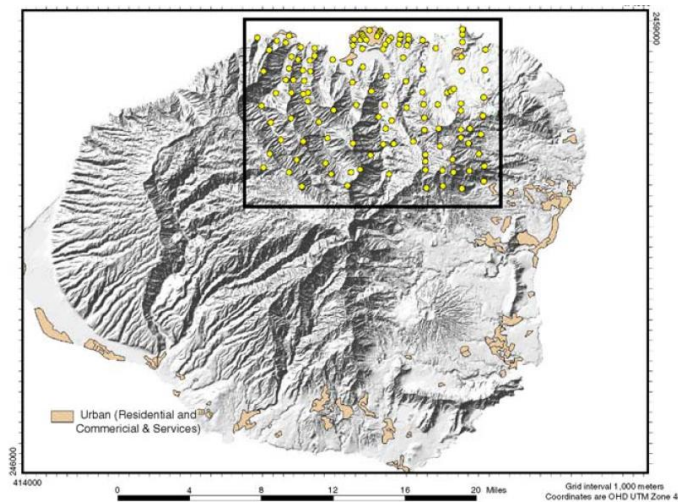 2459000
Urban (Residential and
Commericial & Services)
246000
414000
0 4 8 12 16 20 Miles
Grid interval 1,000 meters
Coordinates are OHD UTM Zone 4